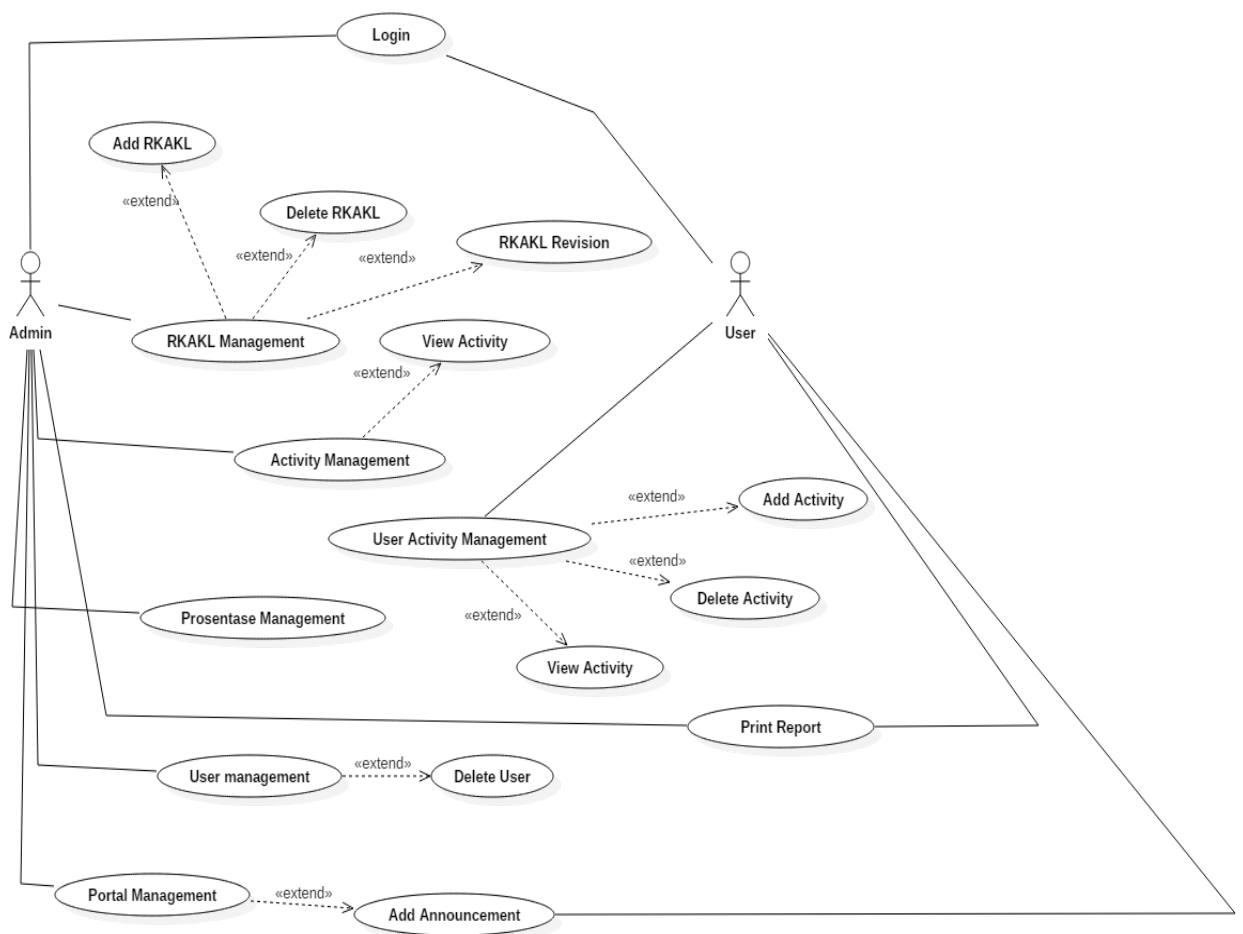 Login
Add RKAKL
«extend»
Delete RKAKL
«extend»
RKAKL Revision
«extend»
Admin
User
RKAKL Management
View Activity
«extend»
Activity Management
«extend»
Add Activity
User Activity Management
«extend»
Delete Activity
Prosentase Management
«extend»
View Activity
Print Report
User management
«extend»
Delete User
Portal Management
«extend»
Add Announcement